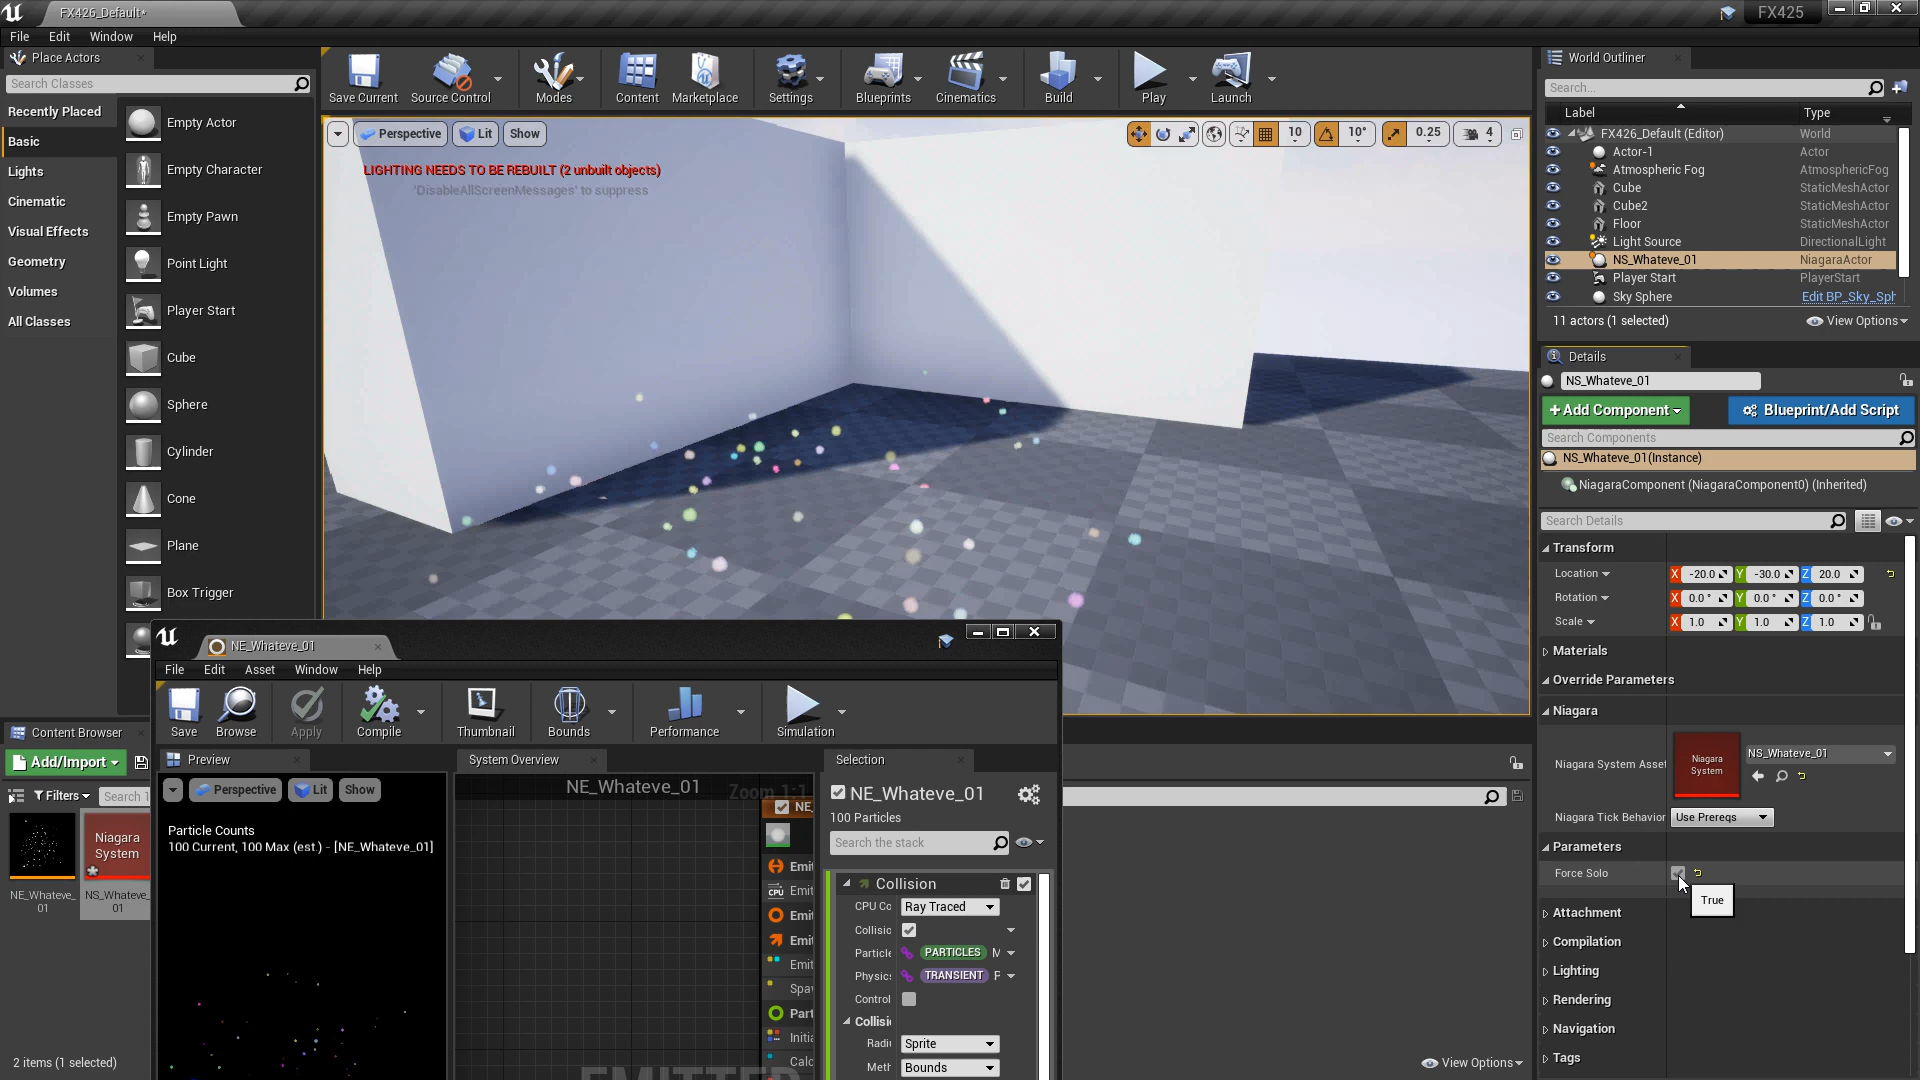 FX426_Default*
FX425
File Edit Window Help
Place Actors
Search Classes
Recently Placed
Basic
Lights
Cinematic
Visual Effects
Geometry
Volumes
All Classes
Empty Actor
Empty Character
Empty Pawn
Point Light
Player Start
Cube
Sphere
Cylinder
Cone
Plane
Box Trigger
Save Current
Source Control
Modes
Content
Marketplace
Settings
Blueprints
Cinematics
Build
Play
Launch
Perspective
Lit
Show
10
10°
0.25
4
LIGHTING NEEDS TO BE REBUILT (2 unbuilt objects)
'DisableAllScreenMessages' to suppress
World Outliner
Search...
Label Type
FX426_Default (Editor) World
Actor-1 Actor
Atmospheric Fog AtmosphericFog
Cube StaticMeshActor
Cube2 StaticMeshActor
Floor StaticMeshActor
Light Source DirectionalLight
NS_Whateve_01 NiagaraActor
Player Start PlayerStart
Sky Sphere Edit BP_Sky_Sph
11 actors (1 selected)
View Options
Details
NS_Whateve_01
+Add Component
Blueprint/Add Script
Search Components
NS_Whateve_01(Instance)
NiagaraComponent (NiagaraComponent0) (Inherited)
Search Details
Transform
Location X -20.0 Y -30.0 Z 20.0
Rotation X 0.0 ° Y 0.0 ° Z 0.0 °
Scale X 1.0 Y 1.0 Z 1.0
Materials
Override Parameters
Niagara
Niagara System Asset
Niagara
System
NS_Whateve_01
Niagara Tick Behavior
Use Prereqs
Parameters
Force Solo
True
Attachment
Compilation
Lighting
Rendering
Navigation
Tags
Content Browser
Add/Import
Filters
Search 1
NE_Whateve_
01
Niagara
System
NS_Whateve_
01
2 items (1 selected)
View Options
NE_Whateve_01
File Edit Asset Window Help
Save
Browse
Apply
Compile
Thumbnail
Bounds
Performance
Simulation
Preview
Perspective
Lit
Show
Particle Counts
100 Current, 100 Max (est.) - [NE_Whateve_01]
System Overview
NE_Whateve_01
Zoom 1:1
NE_
Emit
CPU
Emit
Emit
Emit
Emit
Spaw
Part
Initia
Calc
EMITTER
Selection
NE_Whateve_01
100 Particles
Search the stack
Collision
CPU Co
Ray Traced
Collisio
Particle
PARTICLES
M
Physics
TRANSIENT
F
Control
Collisi
Radi
Sprite
Meth
Bounds